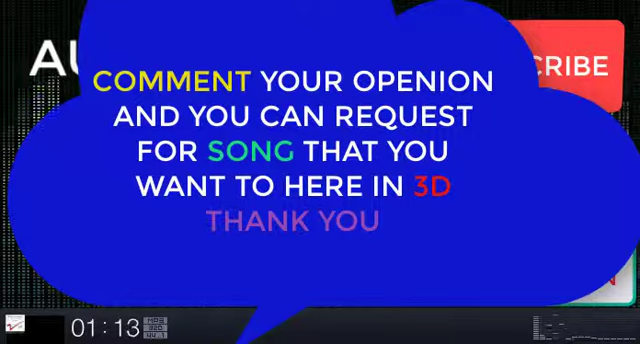 AU
CRIBE
COMMENT YOUR OPENION
AND YOU CAN REQUEST
FOR SONG THAT YOU
WANT TO HERE IN 3D
THANK YOU
N
01:13